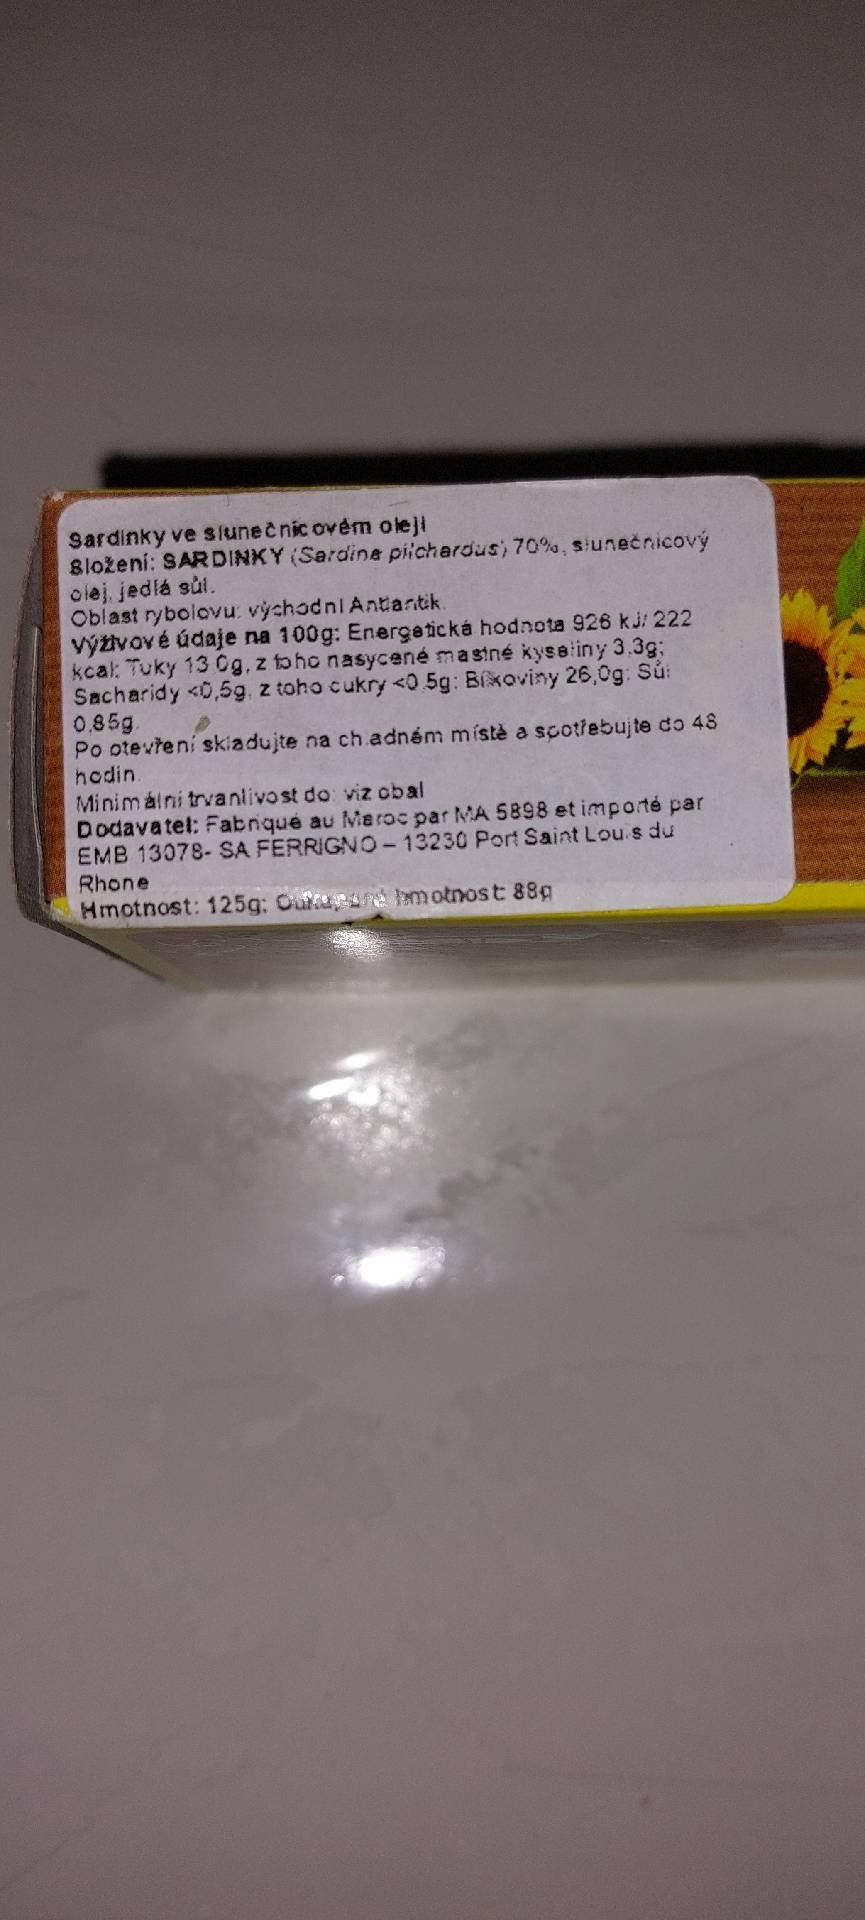 Sardinky ve slunečnicovém oleji
Složení: SARDINKY (Sardina pilchardus) 70%, slunečnicový
olej, jedlá sůl.
Oblast rybolovu: východní Antlantik.
Výživové údaje na 100g: Energetická hodnota 926 kJ/ 222
kcal; Tuky 13,0g, z toho nasycené mastné kyseliny 3.3g;
Sacharidy <0,5g, z toho cukry <0.5g; Bílkoviny 26,0g; Sůl
0,85g.
Po otevření skladujte na chladném místě a spotřebujte do 48
hodin.
Minimální trvanlivost do: viz obal
Dodavatel: Fabriqué au Maroc par MA 5898 et importé par
EMB 13078- SA FERRIGNO – 13230 Port Saint Louis du
Rhone
Hmotnost: 125g; Odkapaná hmotnost: 88g